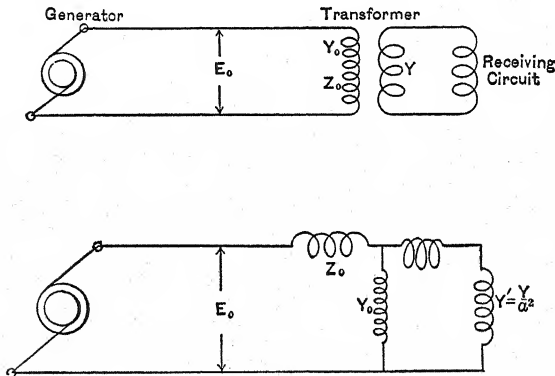 Generator
Transformer
E₀
Y₀
Z₀
Y
Receiving
Circuit
Z₀
E₀
Y₀
Y'=Y/a²